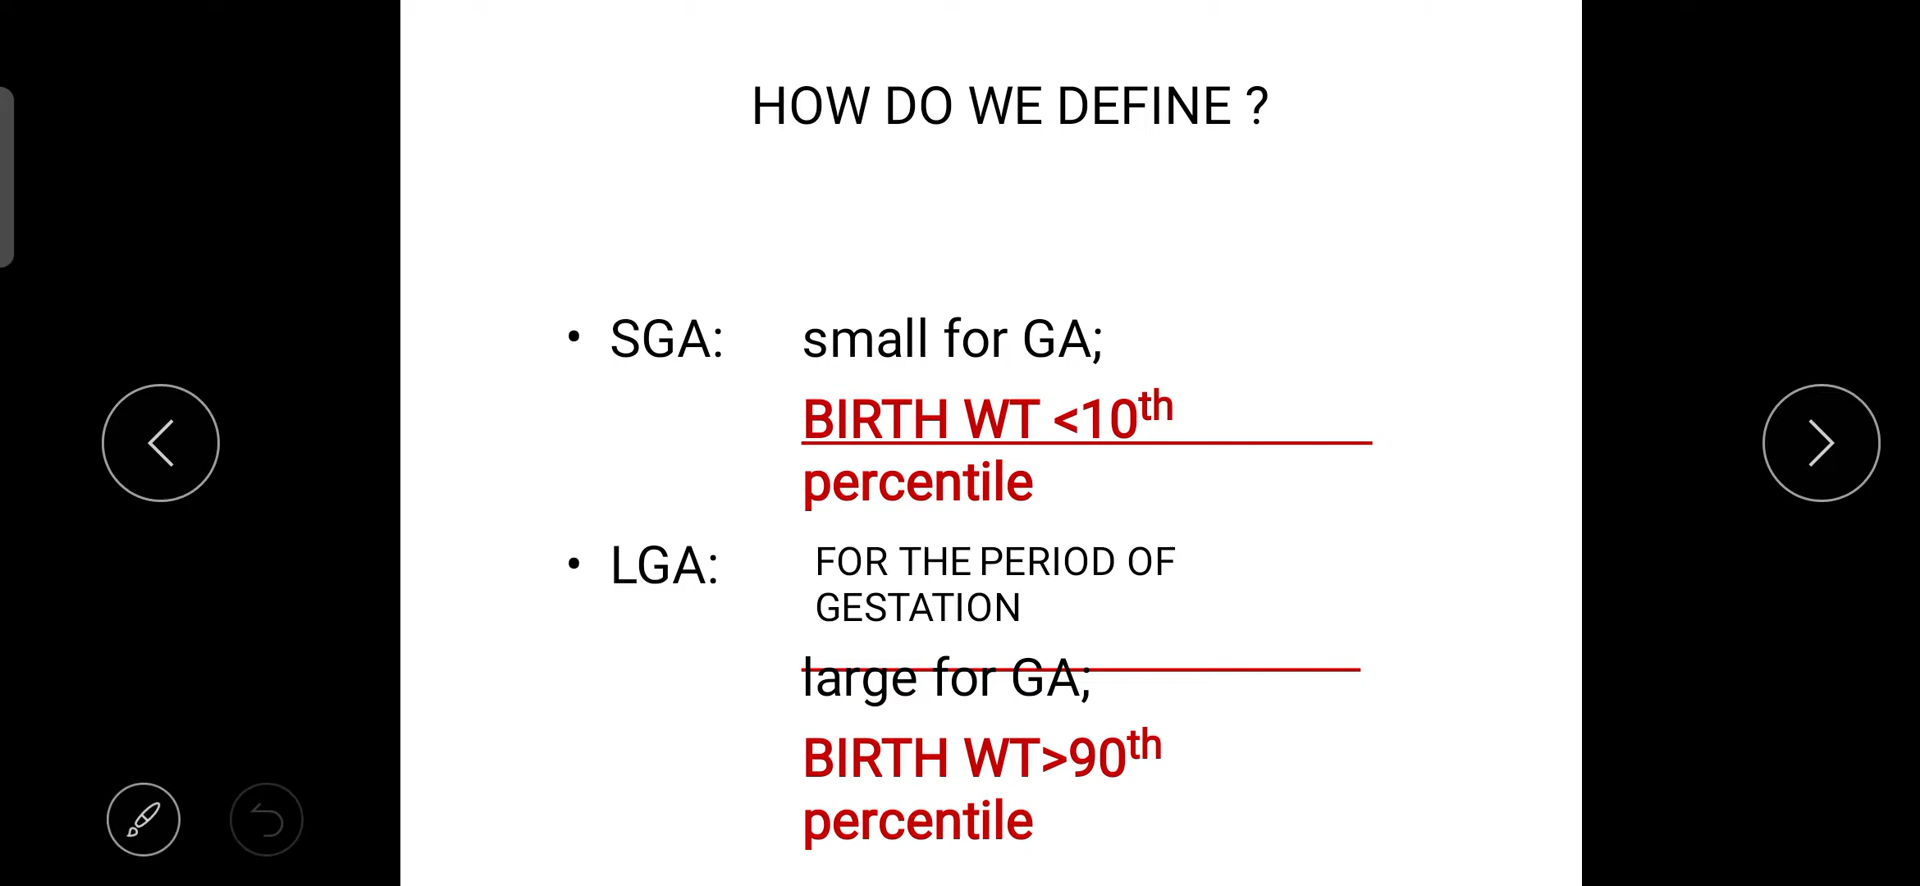 HOW DO WE DEFINE ?
• SGA: small for GA;
BIRTH WT <10th
percentile
• LGA: FOR THE PERIOD OF
GESTATION
large for GA;
BIRTH WT>90th
percentile